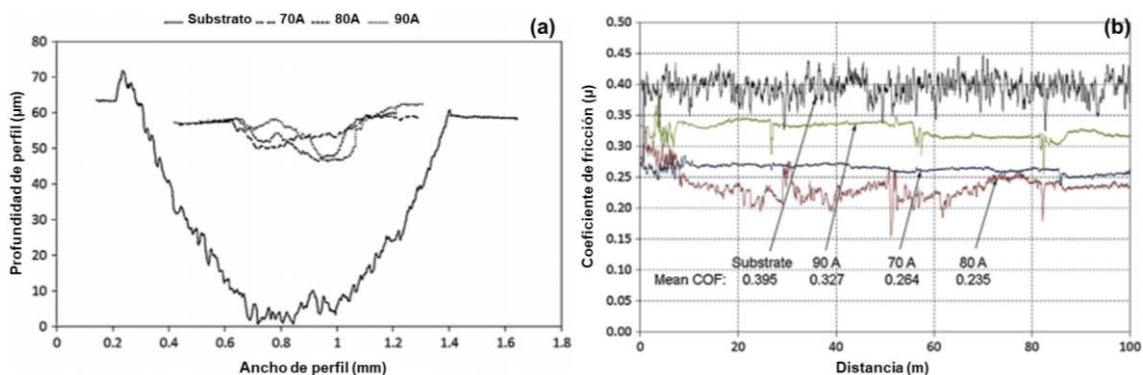 Substrato 70A 80A 90A
(a)
Profundidad de perfil (µm)
80
70
60
50
40
30
20
10
0
0 0.2 0.4 0.6 0.8 1 1.2 1.4 1.6 1.8
Ancho de perfil (mm)
(b)
Coeficiente de fricción (µ)
0.50
0.45
0.40
0.35
0.30
0.25
0.20
0.15
0.10
0.05
0.00
Substrate 90 A 70 A 80 A
Mean COF: 0.395 0.327 0.264 0.235
0 20 40 60 80 100
Distancia (m)